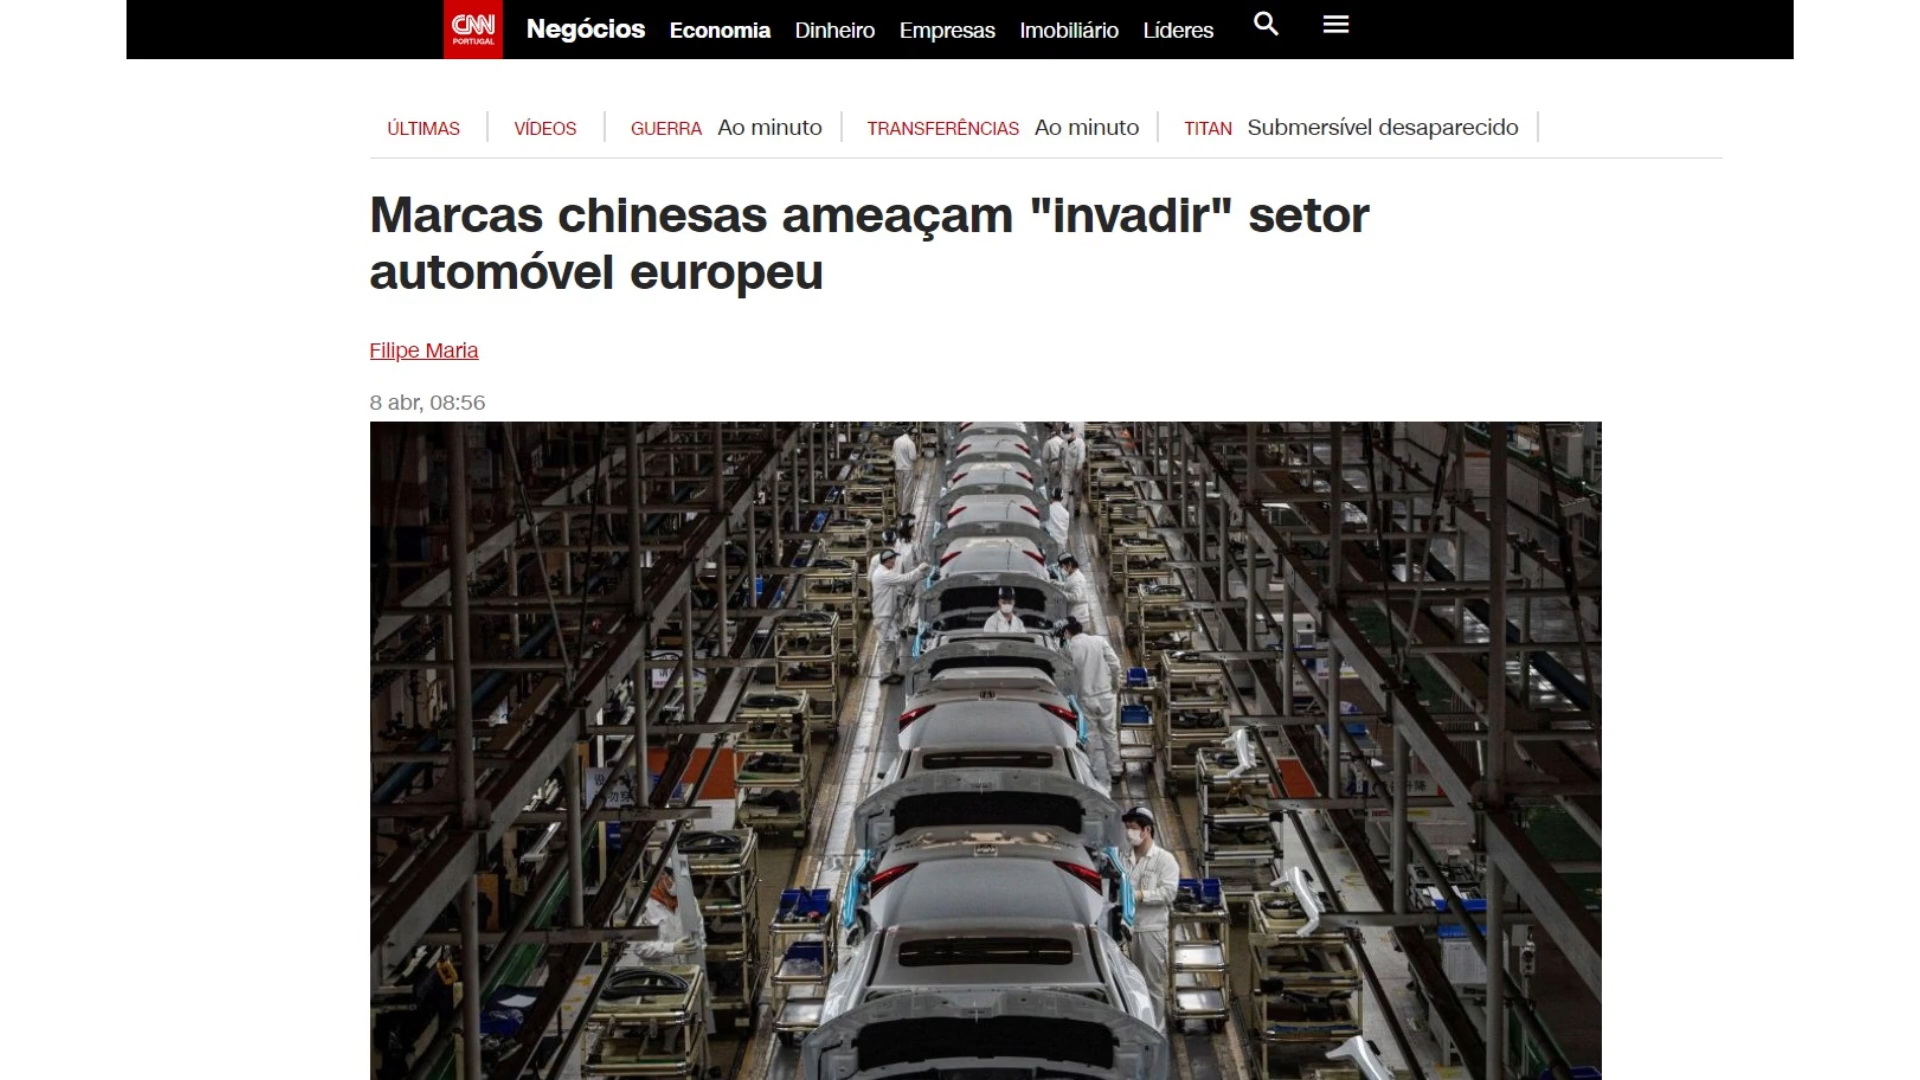 CNN
PORTUGAL
Negócios Economia Dinheiro Empresas Imobiliário Líderes
ÚLTIMAS VÍDEOS GUERRA Ao minuto TRANSFERÊNCIAS Ao minuto TITAN Submersível desaparecido
Marcas chinesas ameaçam "invadir" setor
automóvel europeu
Filipe Maria
8 abr, 08:56